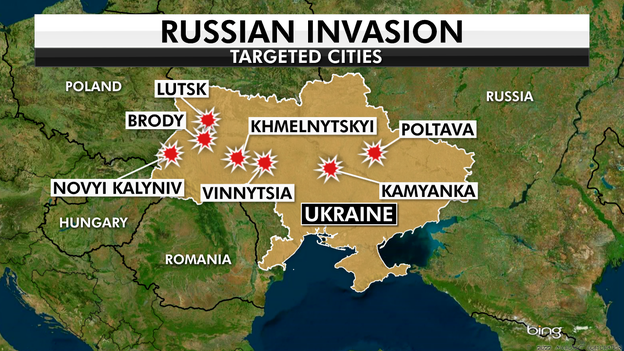 RUSSIAN INVASION
TARGETED CITIES
POLAND
LUTSK
RUSSIA
BRODY
KHMELNYTSKYI
POLTAVA
NOVYI KALYNIV
VINNYTSIA
KAMYANKA
UKRAINE
HUNGARY
ROMANIA
bing